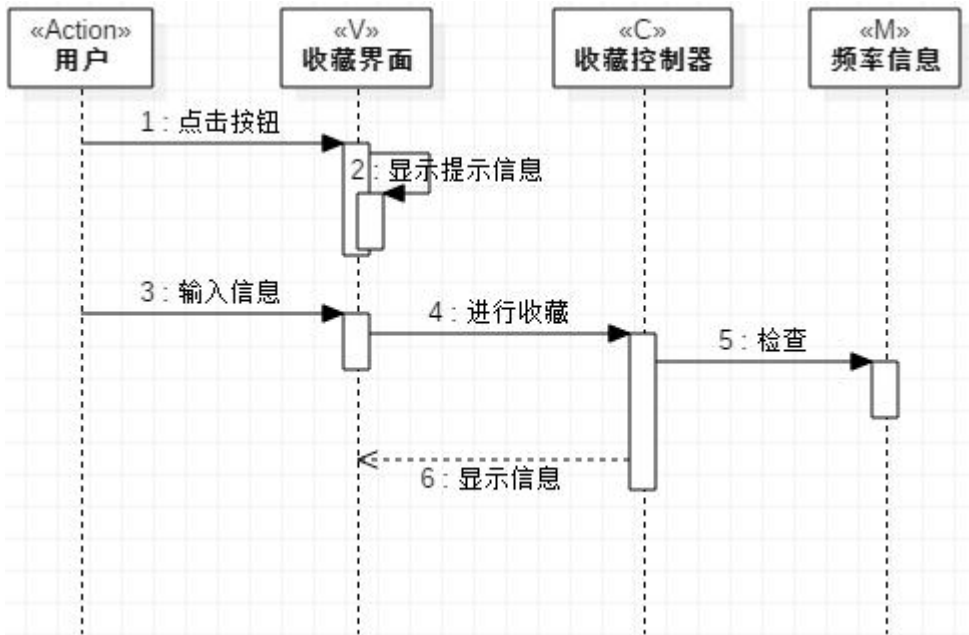 «Action»
用户
«V»
收藏界面
«C»
收藏控制器
«M»
频率信息
1 : 点击按钮
2 : 显示提示信息
3 : 输入信息
4 : 进行收藏
5 : 检查
6 : 显示信息